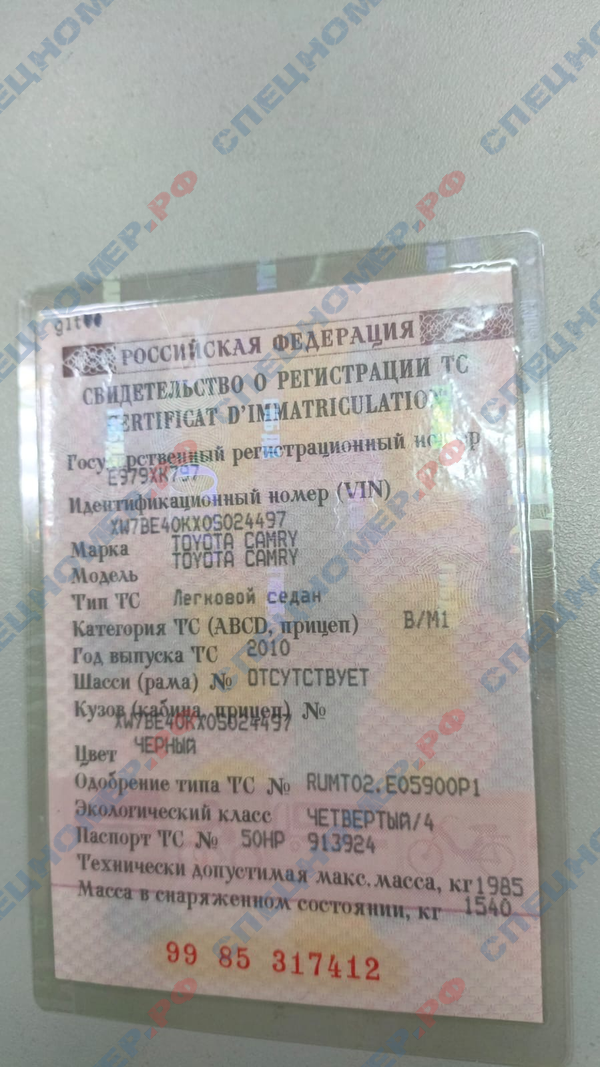 РОССИЙСКАЯ ФЕДЕРАЦИЯ
СВИДЕТЕЛЬСТВО О РЕГИСТРАЦИИ ТС
CERTIFICAT D'IMMATRICULATION
Государственный регистрационный номер
Е979ХК797
Идентификационный номер (VIN)
XW7BE40KX0S024497
Марка TOYOTA CAMRY
Модель TOYOTA CAMRY
Тип ТС Легковой седан
Категория ТС (ABCD, прицеп) B/M1
Год выпуска ТС 2010
Шасси (рама) № ОТСУТСТВУЕТ
Кузов (кабина, прицеп) №
XW7BE40KX0S024497
Цвет ЧЕРНЫЙ
Одобрение типа ТС № RUMT02.E05900P1
Экологический класс ЧЕТВЕРТЫЙ/4
Паспорт ТС № 50НР 913924
Технически допустимая макс. масса, кг 1985
Масса в снаряженном состоянии, кг 1540
99 85 317412
СПЕЦНОМЕР.РФ